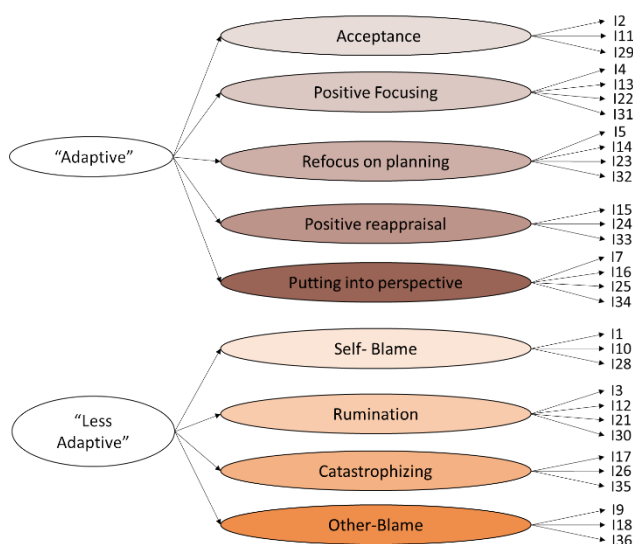 "Adaptive"
Acceptance
I2
I11
I29
Positive Focusing
I4
I13
I22
I31
Refocus on planning
I5
I14
I23
I32
Positive reappraisal
I15
I24
I33
Putting into perspective
I7
I16
I25
I34
"Less
Adaptive"
Self- Blame
I1
I10
I28
Rumination
I3
I12
I21
I30
Catastrophizing
I17
I26
I35
Other-Blame
I9
I18
I36